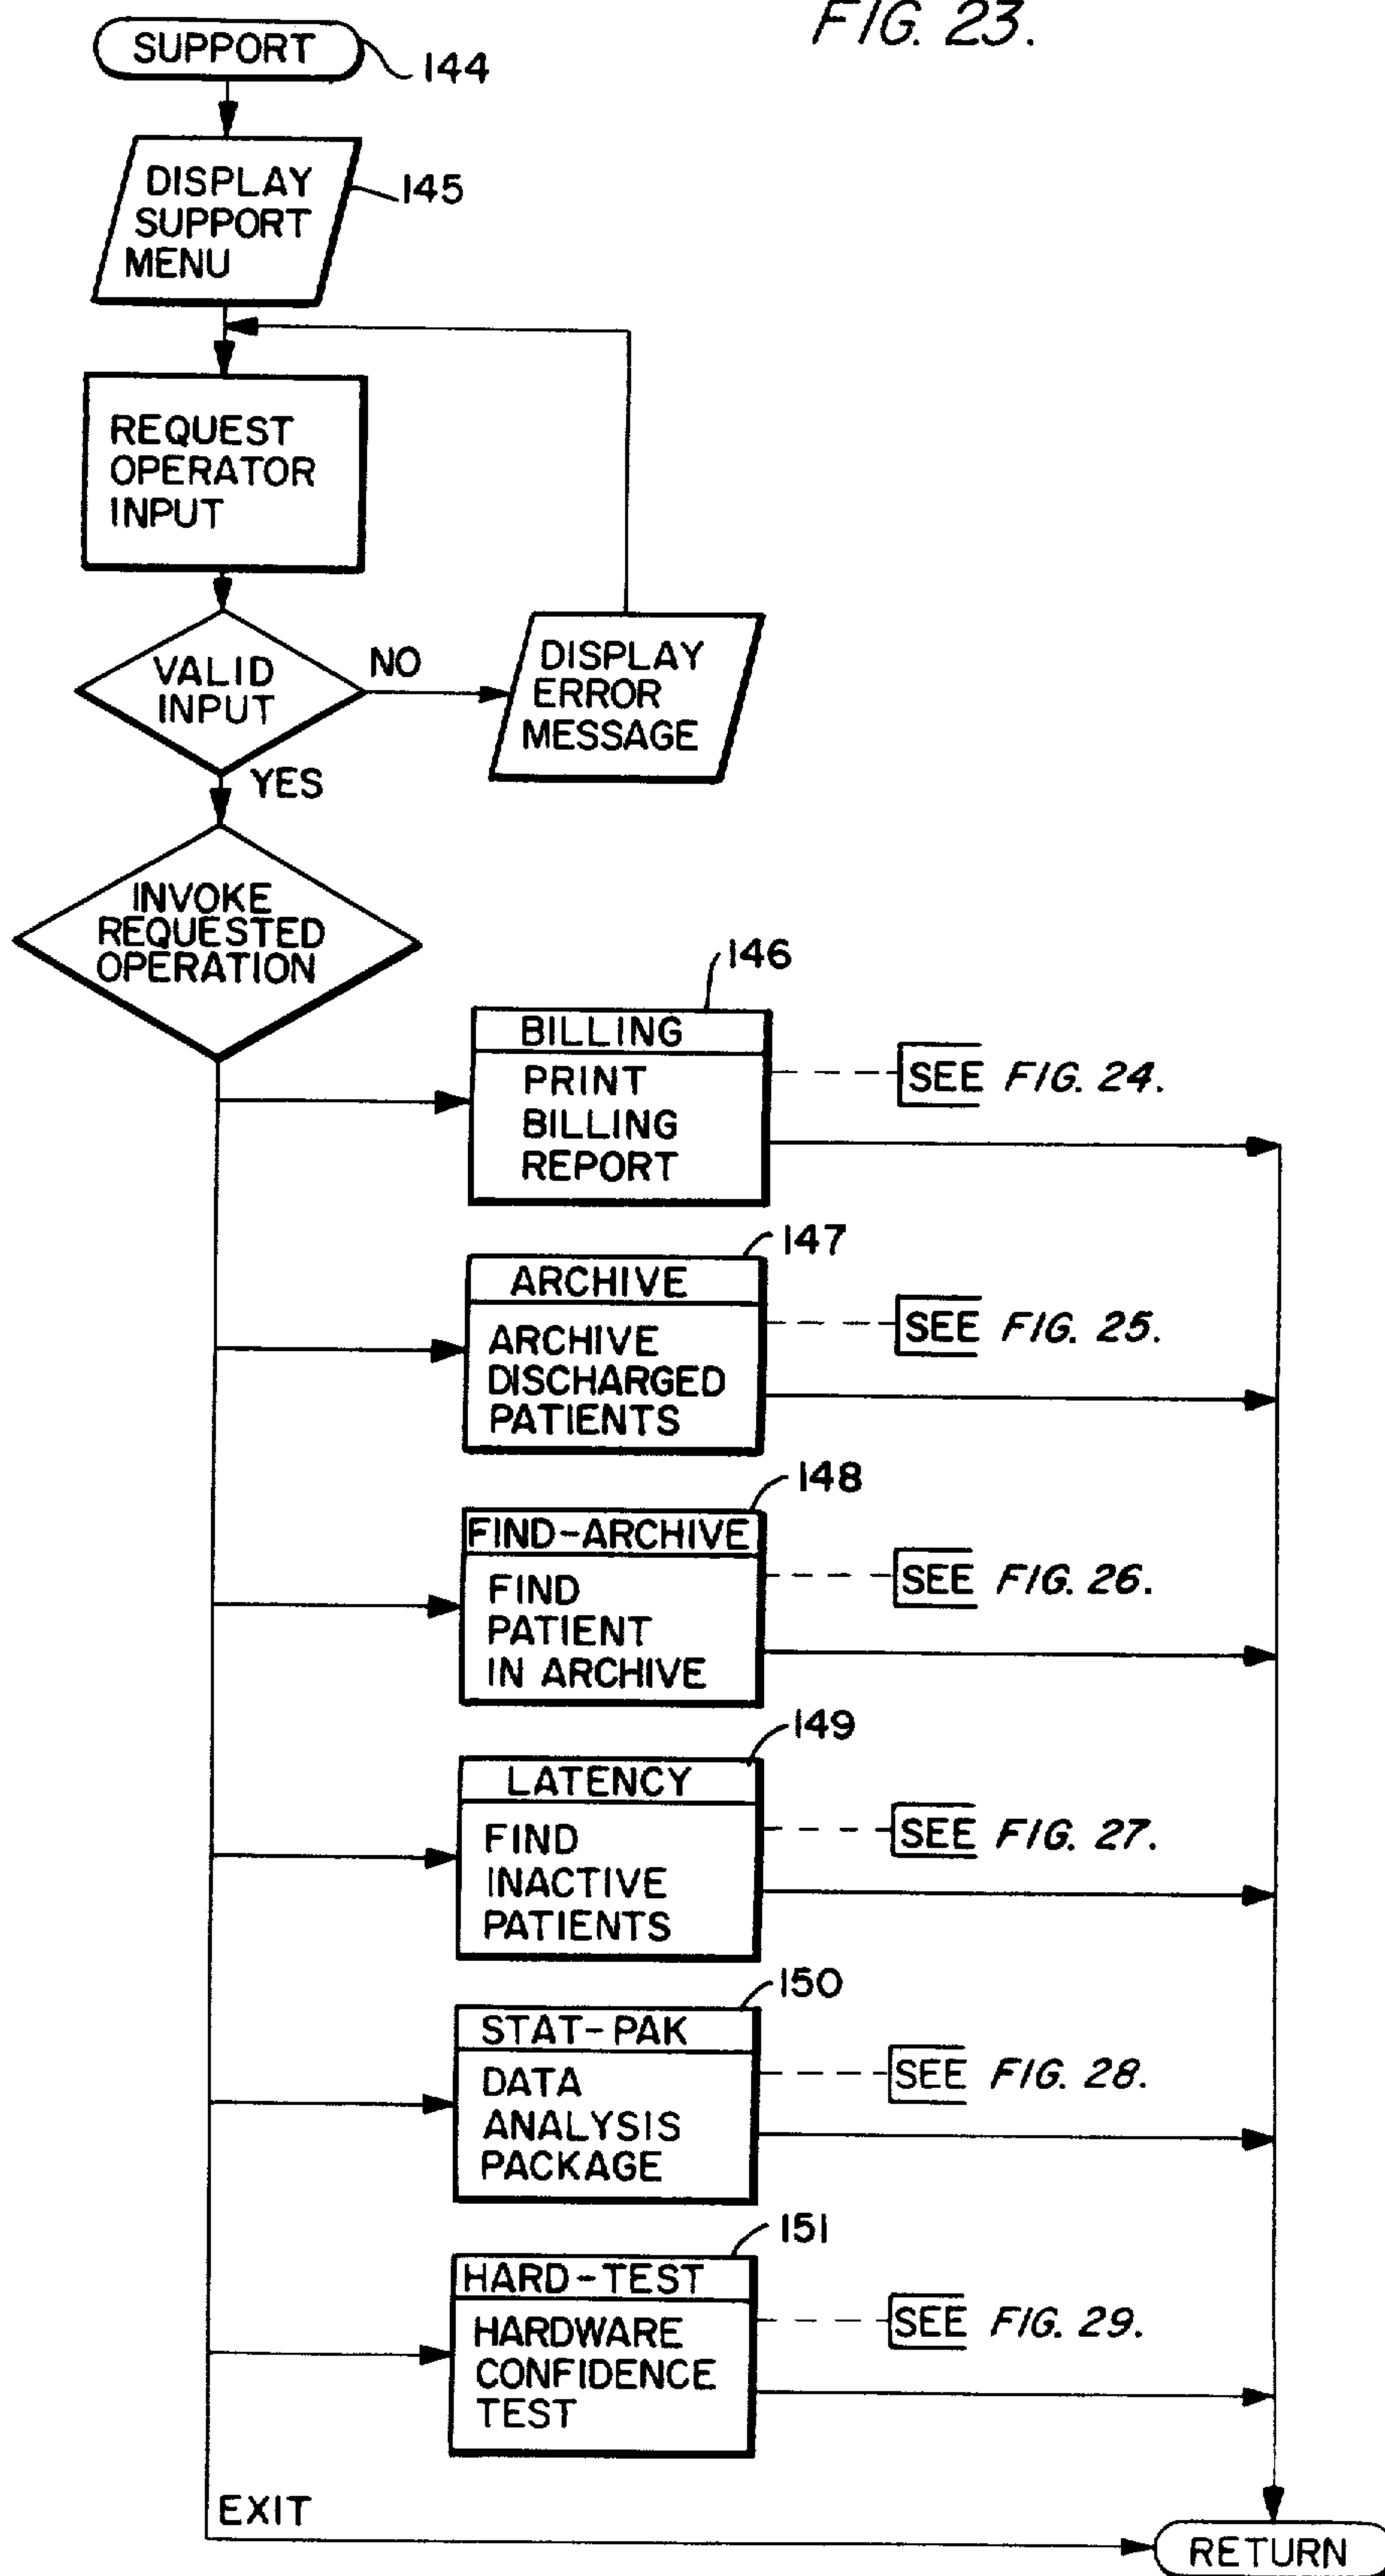 FIG. 23.
SUPPORT
144
DISPLAY
SUPPORT
MENU
145
REQUEST
OPERATOR
INPUT
VALID
INPUT
NO
DISPLAY
ERROR
MESSAGE
YES
INVOKE
REQUESTED
OPERATION
146
BILLING
PRINT
BILLING
REPORT
SEE FIG. 24.
147
ARCHIVE
ARCHIVE
DISCHARGED
PATIENTS
SEE FIG. 25.
148
FIND-ARCHIVE
FIND
PATIENT
IN ARCHIVE
SEE FIG. 26.
149
LATENCY
FIND
INACTIVE
PATIENTS
SEE FIG. 27.
150
STAT-PAK
DATA
ANALYSIS
PACKAGE
SEE FIG. 28.
151
HARD-TEST
HARDWARE
CONFIDENCE
TEST
SEE FIG. 29.
EXIT
RETURN